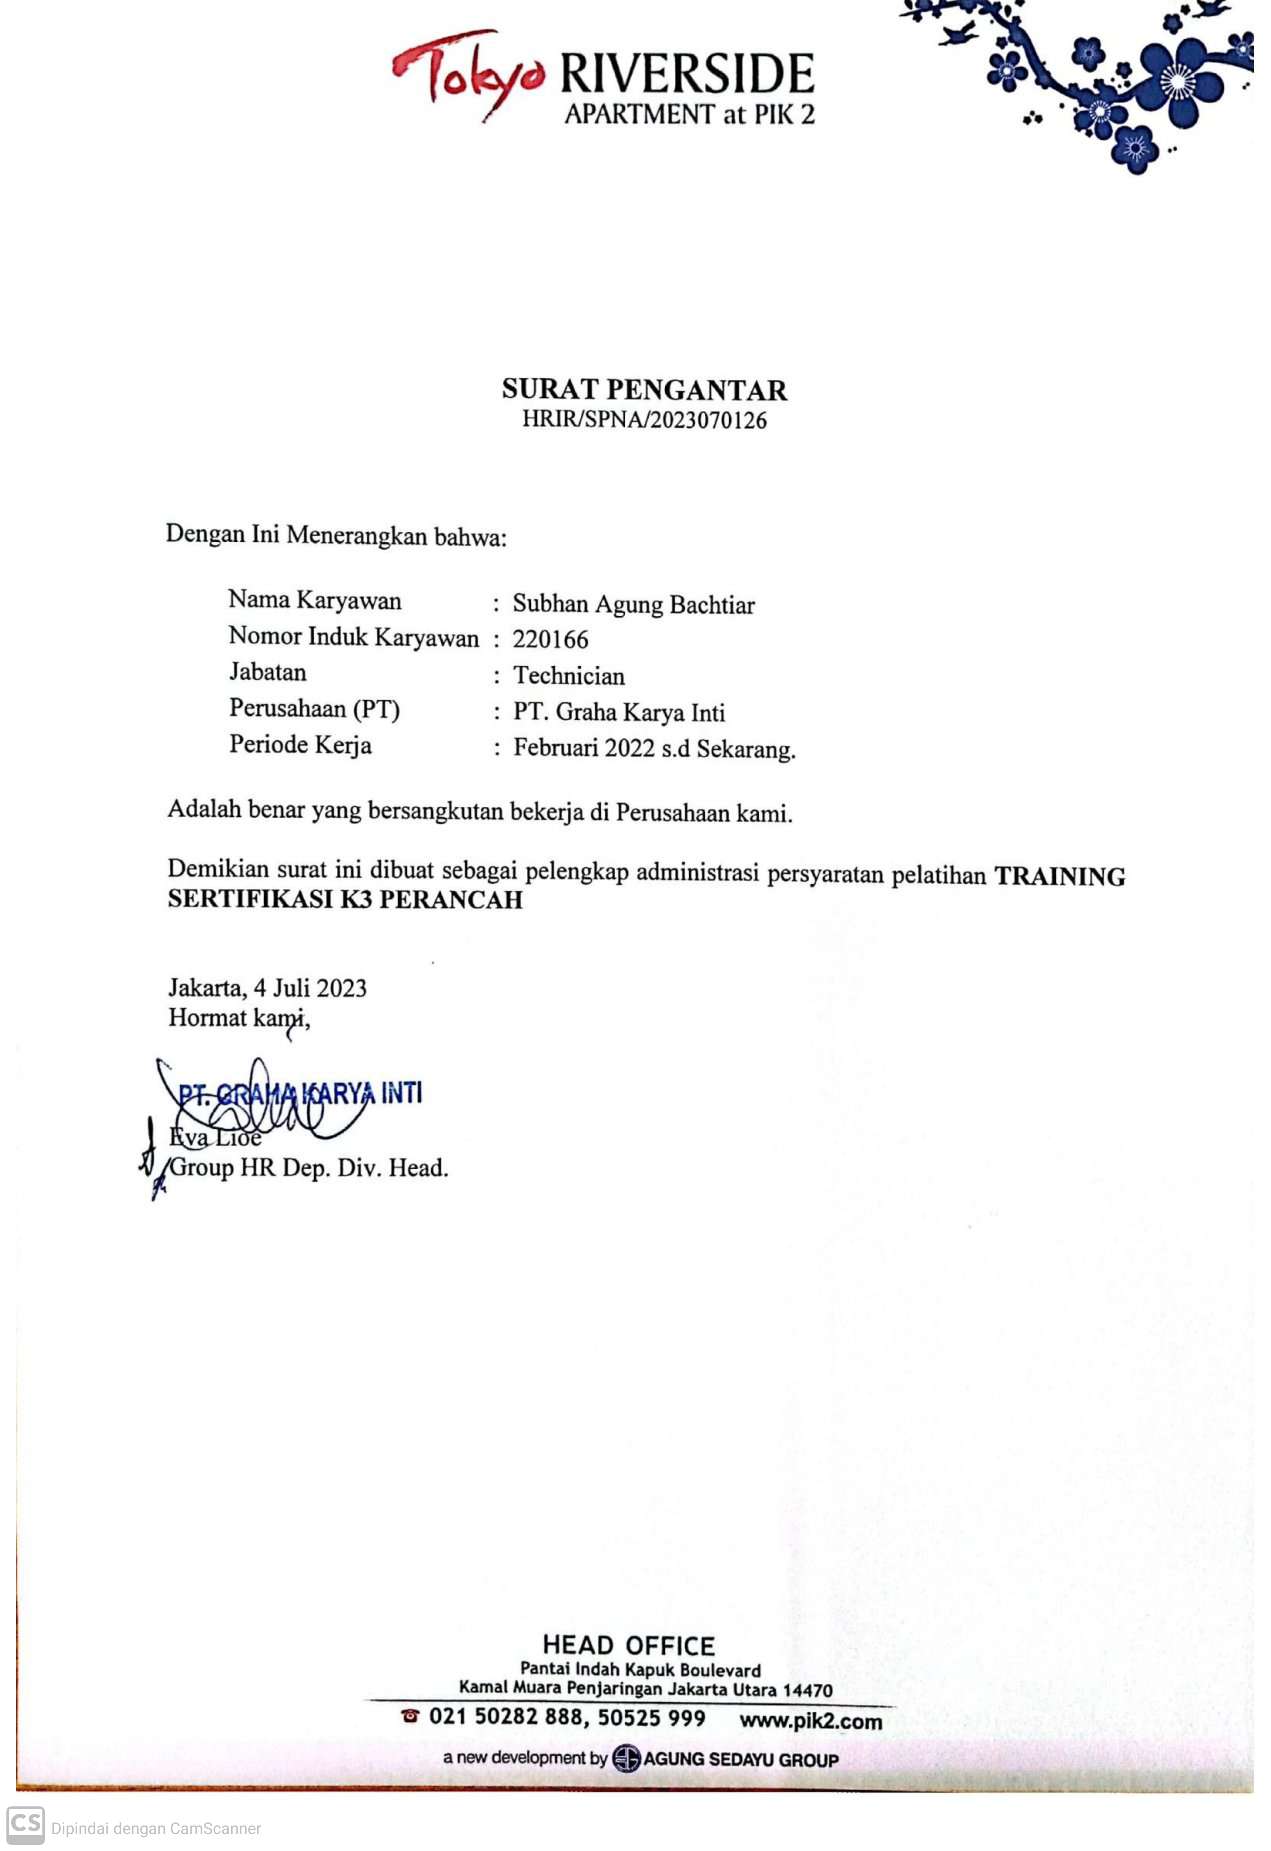 Tokyo RIVERSIDE
APARTMENT at PIK 2
SURAT PENGANTAR
HRIR/SPNA/2023070126
Dengan Ini Menerangkan bahwa:
Nama Karyawan : Subhan Agung Bachtiar
Nomor Induk Karyawan : 220166
Jabatan : Technician
Perusahaan (PT) : PT. Graha Karya Inti
Periode Kerja : Februari 2022 s.d Sekarang.
Adalah benar yang bersangkutan bekerja di Perusahaan kami.
Demikian surat ini dibuat sebagai pelengkap administrasi persyaratan pelatihan TRAINING
SERTIFIKASI K3 PERANCAH
Jakarta, 4 Juli 2023
Hormat kami,
PT. GRAHA KARYA INTI
Eva Lioe
Group HR Dep. Div. Head.
HEAD OFFICE
Pantai Indah Kapuk Boulevard
Kamal Muara Penjaringan Jakarta Utara 14470
☎ 021 50282 888, 50525 999 www.pik2.com
a new development by AGUNG SEDAYU GROUP
CS Dipindai dengan CamScanner